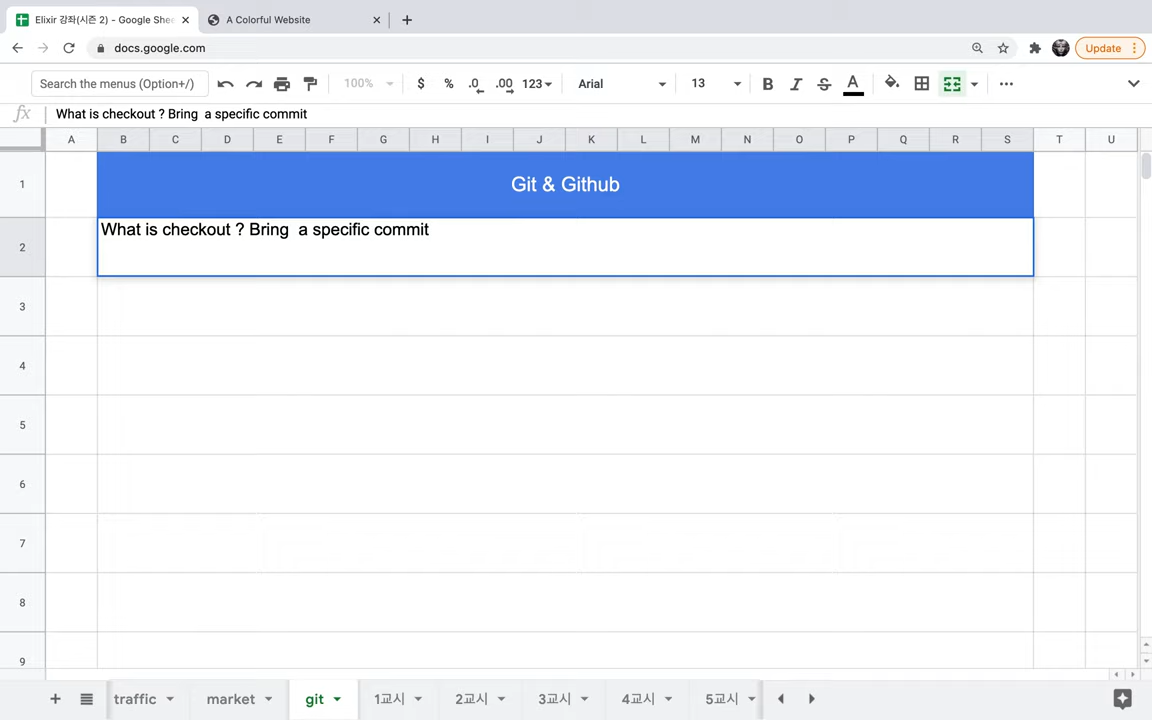 Elixir 강좌(시즌 2) - Google Shee
A Colorful Website
docs.google.com
Update
Search the menus (Option+/)
100%
$ % .0 .00 123
Arial
13
B I S A
fx
What is checkout ? Bring  a specific commit
A B C D E F G H I J K L M N O P Q R S T U
1
Git & Github
2
What is checkout ? Bring  a specific commit
3
4
5
6
7
8
9
traffic market git 1교시 2교시 3교시 4교시 5교시